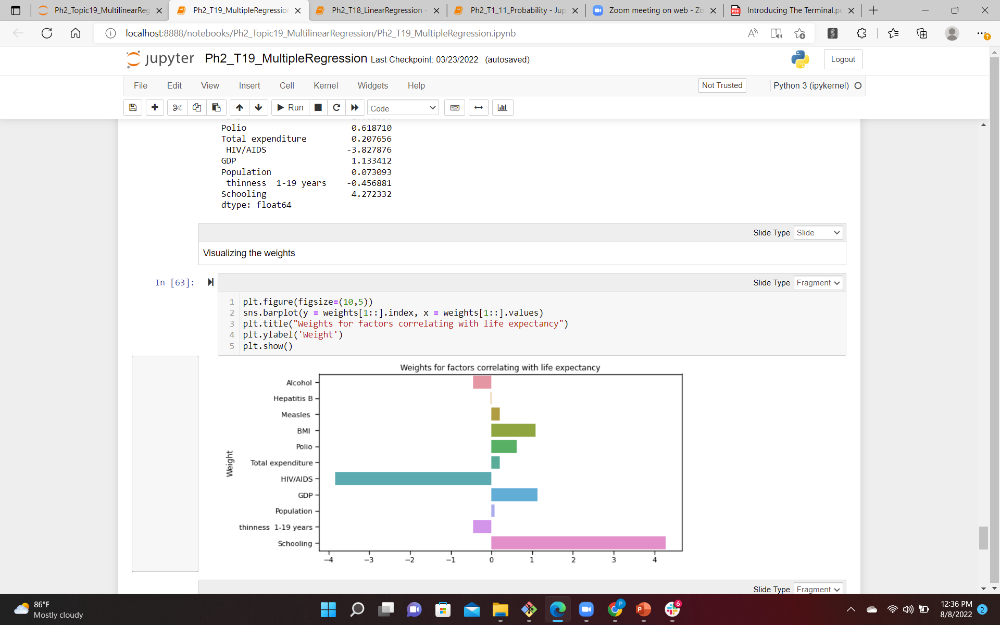 Ph2_Topic19_MultilinearReg
Ph2_T19_MultipleRegression
Ph2_T18_LinearRegression -
Ph2_T1_11_Probability - Jup
Zoom meeting on web - Zo
Introducing The Terminal.p
localhost:8888/notebooks/Ph2_Topic19_MultilinearRegression/Ph2_T19_MultipleRegression.ipynb
jupyter Ph2_T19_MultipleRegression Last Checkpoint: 03/23/2022 (autosaved)
Logout
File Edit View Insert Cell Kernel Widgets Help
Not Trusted
Python 3 (ipykernel)
Run
Code
Polio 0.618710
Total expenditure 0.207656
HIV/AIDS -3.827876
GDP 1.133412
Population 0.073093
thinness 1-19 years -0.456881
Schooling 4.272332
dtype: float64
Slide Type Slide
Visualizing the weights
In [63]:
Slide Type Fragment
1 plt.figure(figsize=(10,5))
2 sns.barplot(y = weights[1::].index, x = weights[1::].values)
3 plt.title("Weights for factors correlating with life expectancy")
4 plt.ylabel('Weight')
5 plt.show()
Weights for factors correlating with life expectancy
Alcohol
Hepatitis B
Measles
BMI
Polio
Total expenditure
HIV/AIDS
GDP
Population
thinness 1-19 years
Schooling
Weight
−4 −3 −2 −1 0 1 2 3 4
Slide Type Fragment
86°F
Mostly cloudy
P
P
6
12:36 PM
8/8/2022
2